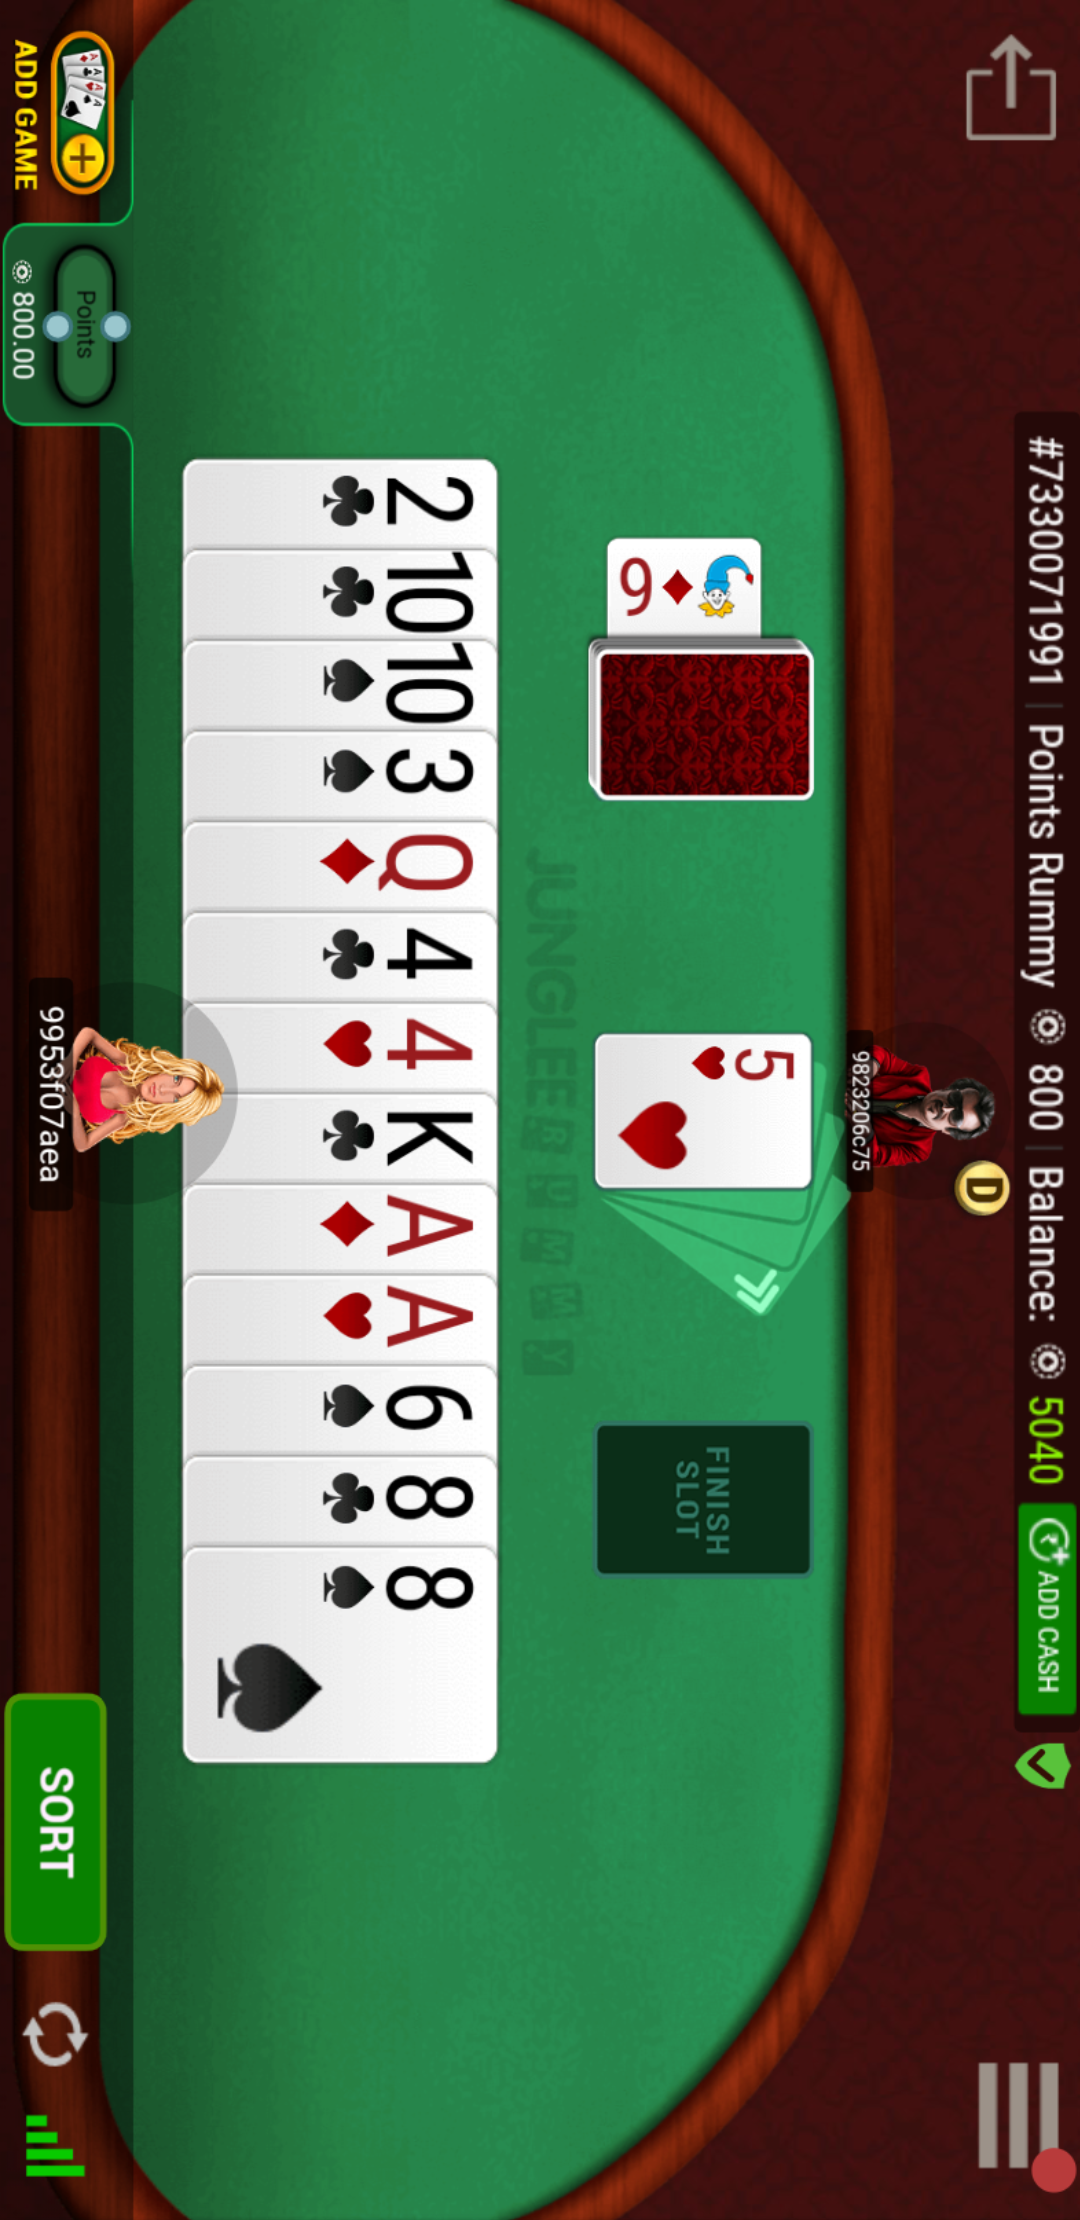 #7330071991 | Points Rummy 800 | Balance: 5040
ADD CASH
9823206c75
D
9
5
FINISH
SLOT
JUNGLEE RUMMY
2
10
10
3
Q
4
4
K
A
A
6
8
8
9953f07aea
ADD GAME
Points
800.00
SORT